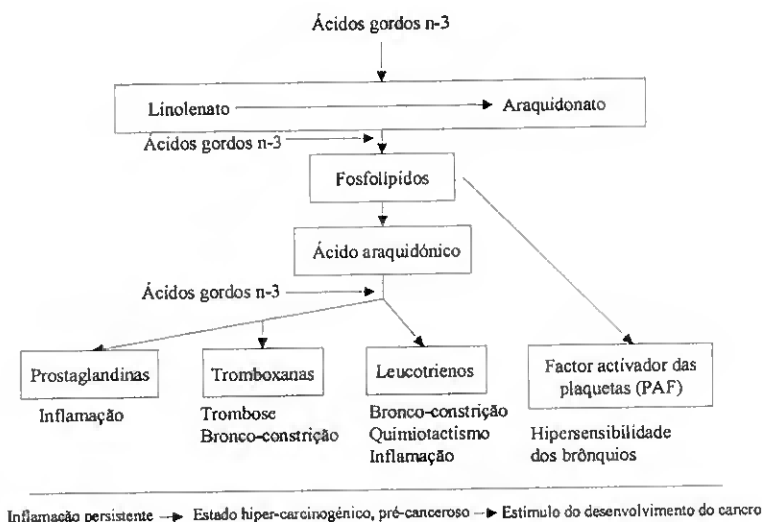 Ácidos gordos n-3
Linolenato Araquidonato
Ácidos gordos n-3
Fosfolípidos
Ácido araquidónico
Ácidos gordos n-3
Prostaglandinas
Inflamação
Tromboxanas
Trombose
Bronco-constrição
Leucotrienos
Bronco-constrição
Quimiotactismo
Inflamação
Factor activador das
plaquetas (PAF)
Hipersensibilidade
dos brônquios
Inflamação persistente → Estado hiper-carcinogénico, pré-canceroso → Estimulo do desenvolvimento do cancro